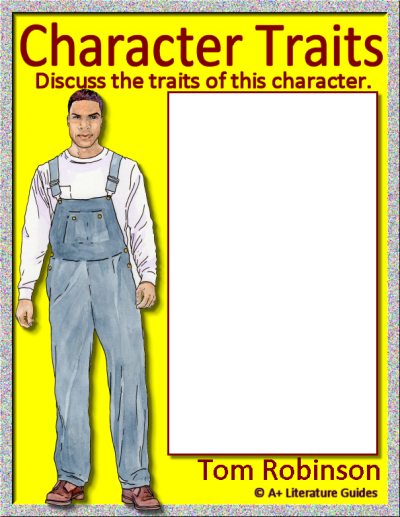 Character Traits
Discuss the traits of this character.
Tom Robinson
© A+ Literature Guides